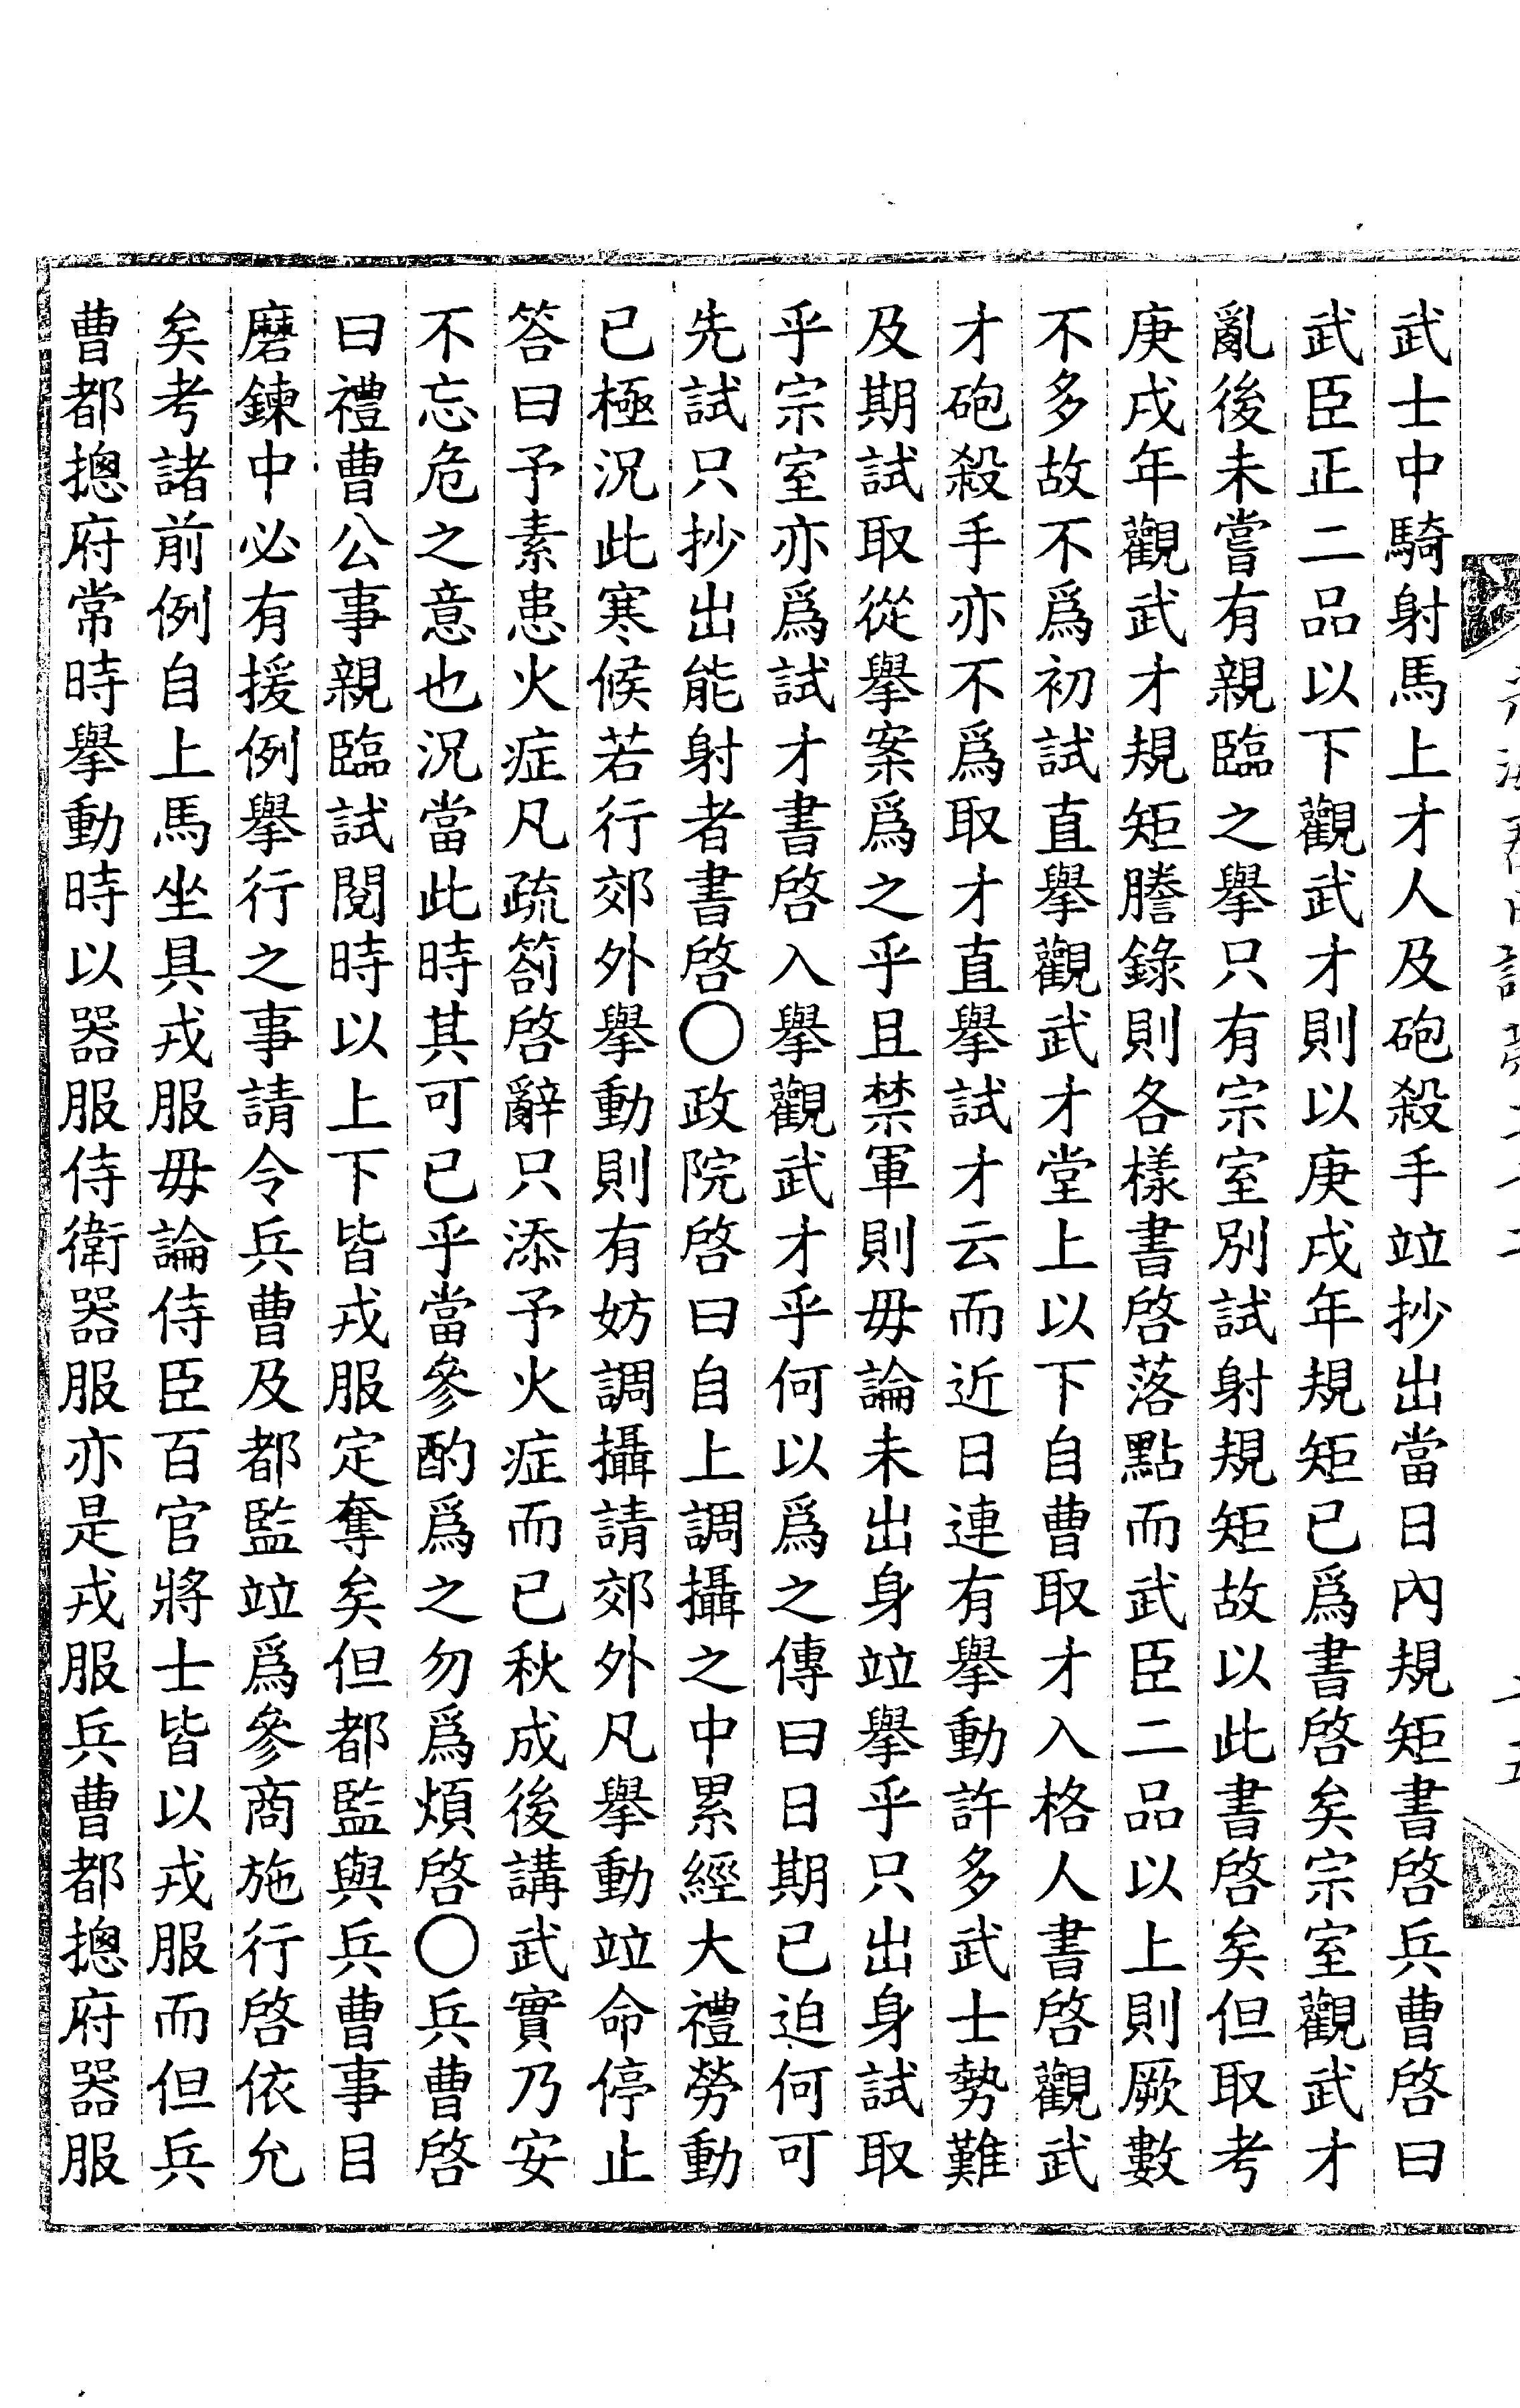 武士中騎射馬上才人及砲殺手竝抄出當日內規矩書啓兵曹啓曰
武臣正二品以下觀武才則以庚戌年規矩已爲書啓矣宗室觀武才
亂後未嘗有親臨之擧只有宗室別試射規矩故以此書啓矣但取考
庚戌年觀武才規矩謄錄則各樣書啓落點而武臣二品以上則厥數
不多故不爲初試直擧觀武才堂上以下自曹取才入格人書啓觀武
才砲殺手亦不爲取才直擧試才云而近日連有擧動許多武士勢難
及期試取從擧案爲之乎且禁軍則毋論未出身竝擧乎只出身試取
乎宗室亦爲試才書啓入擧觀武才乎何以爲之傳曰日期已迫何可
先試只抄出能射者書啓○政院啓曰自上調攝之中累經大禮勞動
已極況此寒候若行郊外擧動則有妨調攝請郊外凡擧動竝命停止
答曰予素患火症凡疏箚啓辭只添予火症而已秋成後講武實乃安
不忘危之意也況當此時其可已乎當參酌爲之勿爲煩啓○兵曹啓
曰禮曹公事親臨試閱時以上下皆戎服定奪矣但都監與兵曹事目
磨鍊中必有援例擧行之事請令兵曹及都監竝爲參商施行啓依允
矣考諸前例自上馬坐具戎服毋論侍臣百官將士皆以戎服而但兵
曹都摠府常時擧動時以器服侍衛器服亦是戎服兵曹都摠府器服